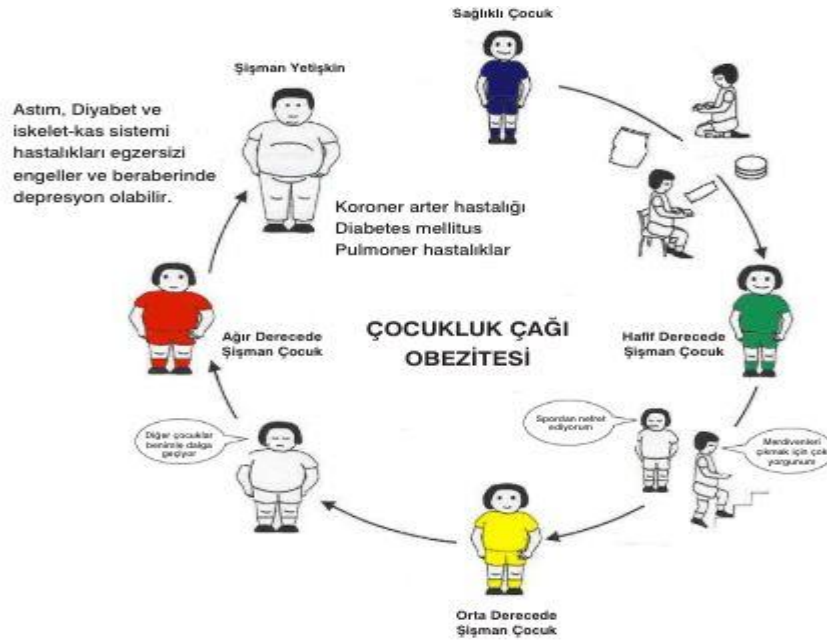 Sağlıklı Çocuk
Şişman Yetişkin
Astım, Diyabet ve
iskelet-kas sistemi
hastalıkları egzersizi
engeller ve beraberinde
depresyon olabilir.
Koroner arter hastalığı
Diabetes mellitus
Pulmoner hastalıklar
ÇOCUKLUK ÇAĞI
OBEZİTESİ
Hafif Derecede
Şişman Çocuk
Ağır Derecede
Şişman Çocuk
Spordan nefret
ediyorum
Merdivenleri
çıkmak için çok
yorgunum
Diğer çocuklar
benimle dalga
geçiyor
Orta Derecede
Şişman Çocuk